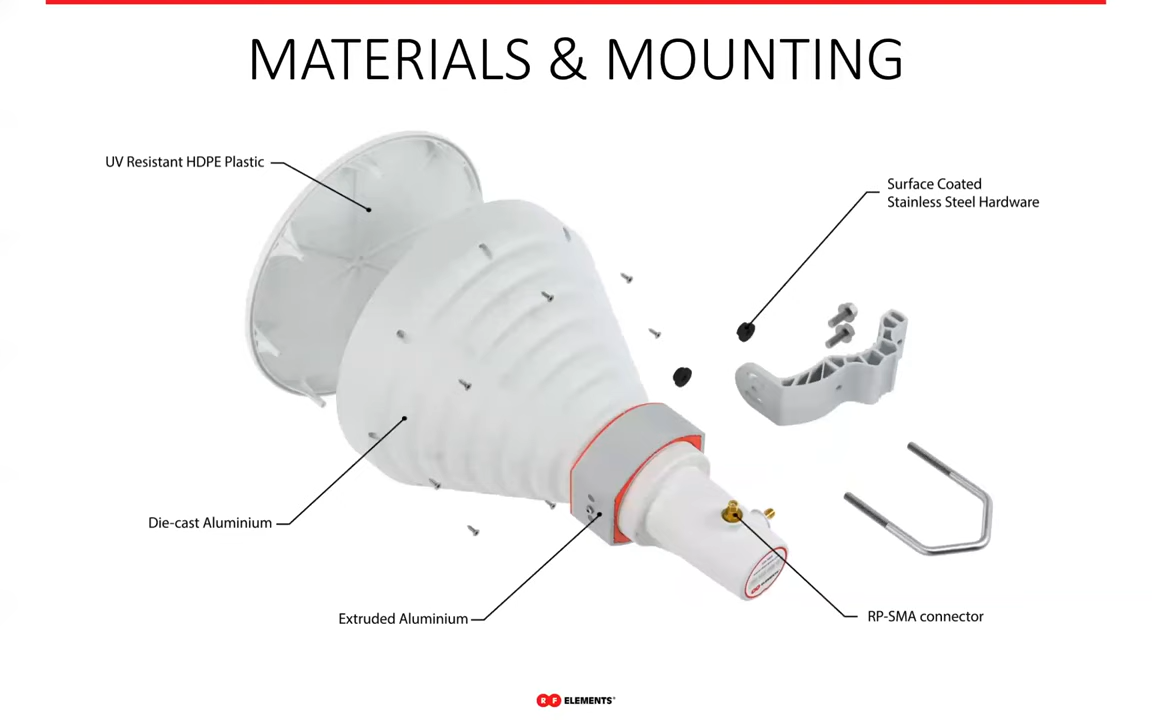 MATERIALS & MOUNTING
UV Resistant HDPE Plastic
Surface Coated
Stainless Steel Hardware
Die-cast Aluminium
Extruded Aluminium
RP-SMA connector
RF ELEMENTS®